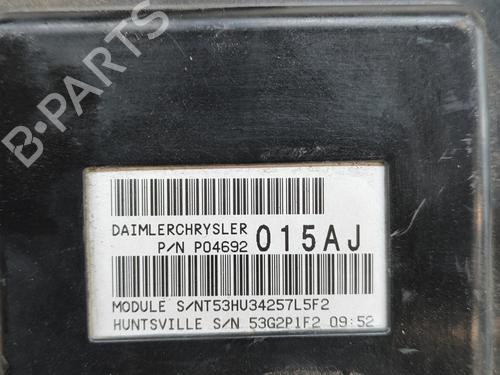 B-PARTS
DAIMLERCHRYSLER
P/N P04692 015AJ
MODULE S/NT53HU34257L5F2
HUNTSVILLE S/N 53G2P1F2 09:52